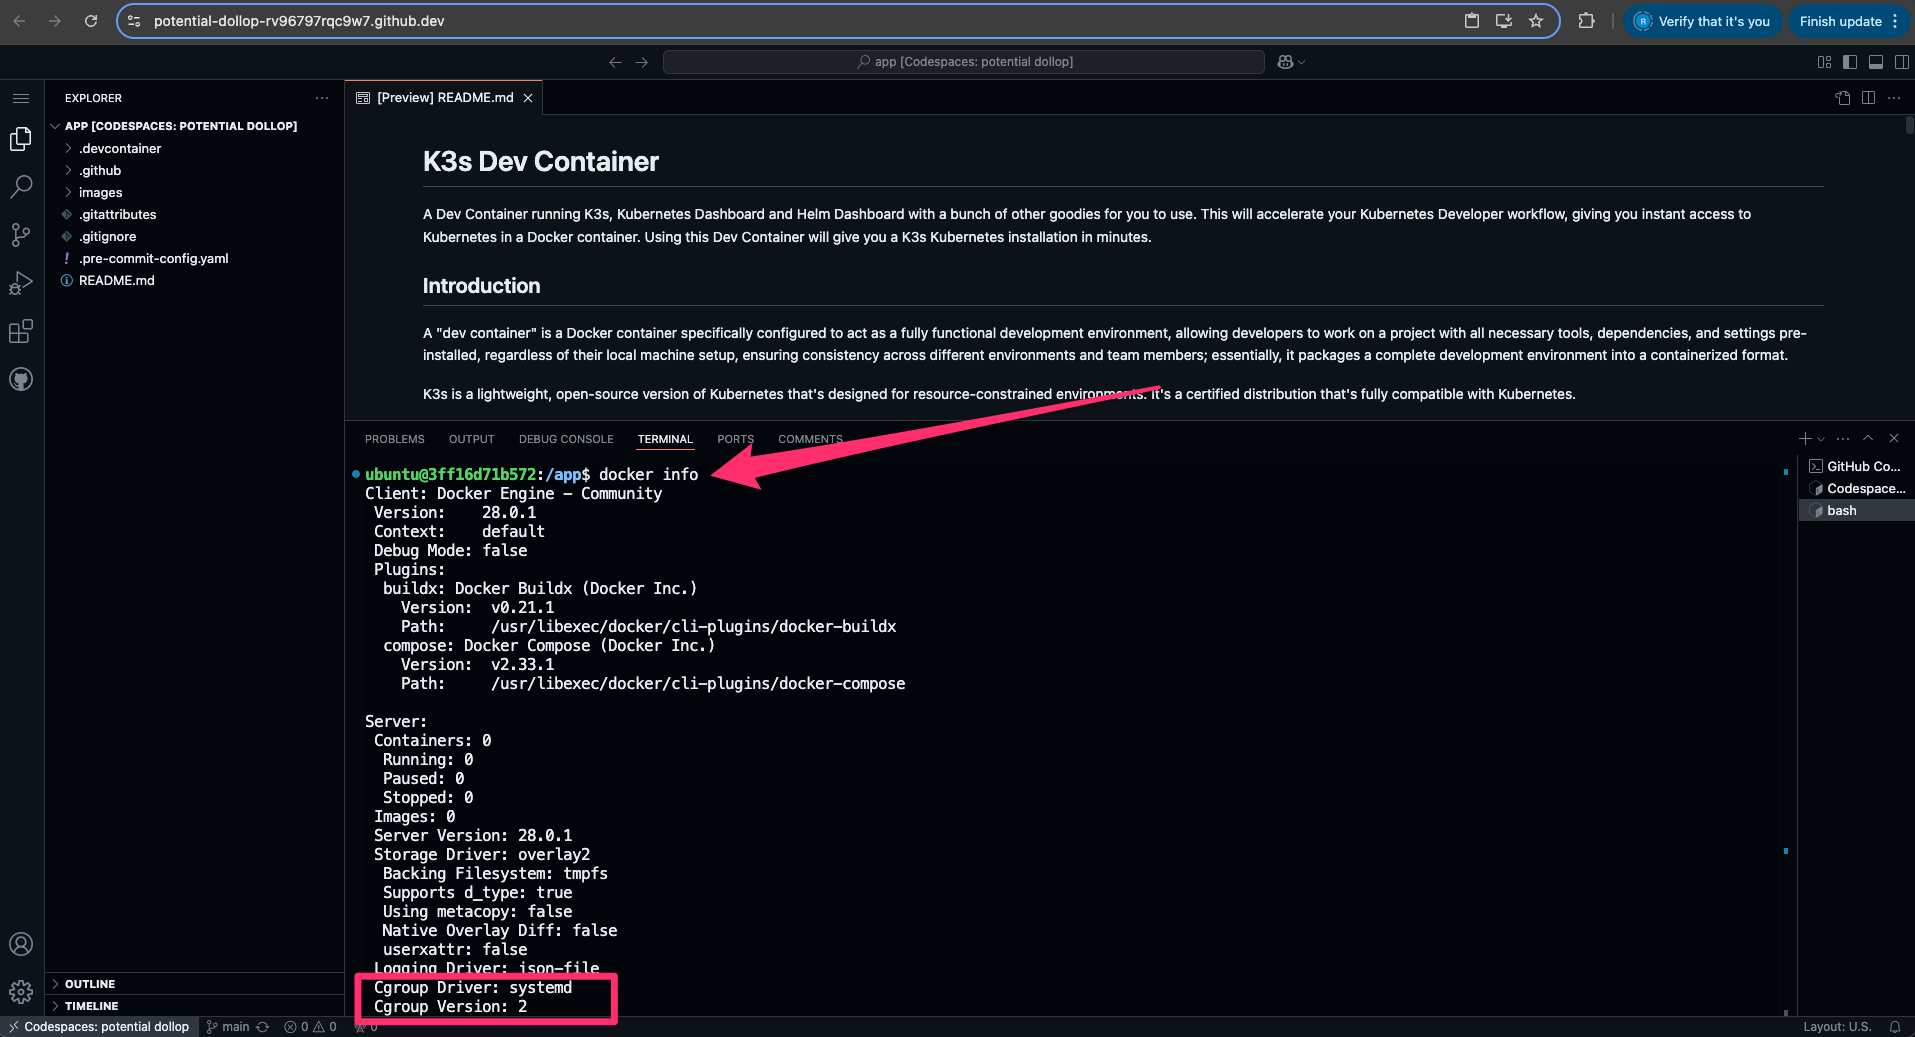 potential-dollop-rv96797rqc9w7.github.dev
Verify that it's you
Finish update
app [Codespaces: potential dollop]
EXPLORER
APP [CODESPACES: POTENTIAL DOLLOP]
.devcontainer
.github
images
.gitattributes
.gitignore
.pre-commit-config.yaml
README.md
OUTLINE
TIMELINE
[Preview] README.md
K3s Dev Container
A Dev Container running K3s, Kubernetes Dashboard and Helm Dashboard with a bunch of other goodies for you to use. This will accelerate your Kubernetes Developer workflow, giving you instant access to
Kubernetes in a Docker container. Using this Dev Container will give you a K3s Kubernetes installation in minutes.
Introduction
A "dev container" is a Docker container specifically configured to act as a fully functional development environment, allowing developers to work on a project with all necessary tools, dependencies, and settings pre-
installed, regardless of their local machine setup, ensuring consistency across different environments and team members; essentially, it packages a complete development environment into a containerized format.
K3s is a lightweight, open-source version of Kubernetes that's designed for resource-constrained environments. It's a certified distribution that's fully compatible with Kubernetes.
PROBLEMS OUTPUT DEBUG CONSOLE TERMINAL PORTS COMMENTS
ubuntu@3ff16d71b572:/app$ docker info
Client: Docker Engine - Community
Version: 28.0.1
Context: default
Debug Mode: false
Plugins:
buildx: Docker Buildx (Docker Inc.)
Version: v0.21.1
Path: /usr/libexec/docker/cli-plugins/docker-buildx
compose: Docker Compose (Docker Inc.)
Version: v2.33.1
Path: /usr/libexec/docker/cli-plugins/docker-compose
Server:
Containers: 0
Running: 0
Paused: 0
Stopped: 0
Images: 0
Server Version: 28.0.1
Storage Driver: overlay2
Backing Filesystem: tmpfs
Supports d_type: true
Using metacopy: false
Native Overlay Diff: false
userxattr: false
Logging Driver: json-file
Cgroup Driver: systemd
Cgroup Version: 2
GitHub Co...
Codespace...
bash
Codespaces: potential dollop
main
0 0
0
Layout: U.S.